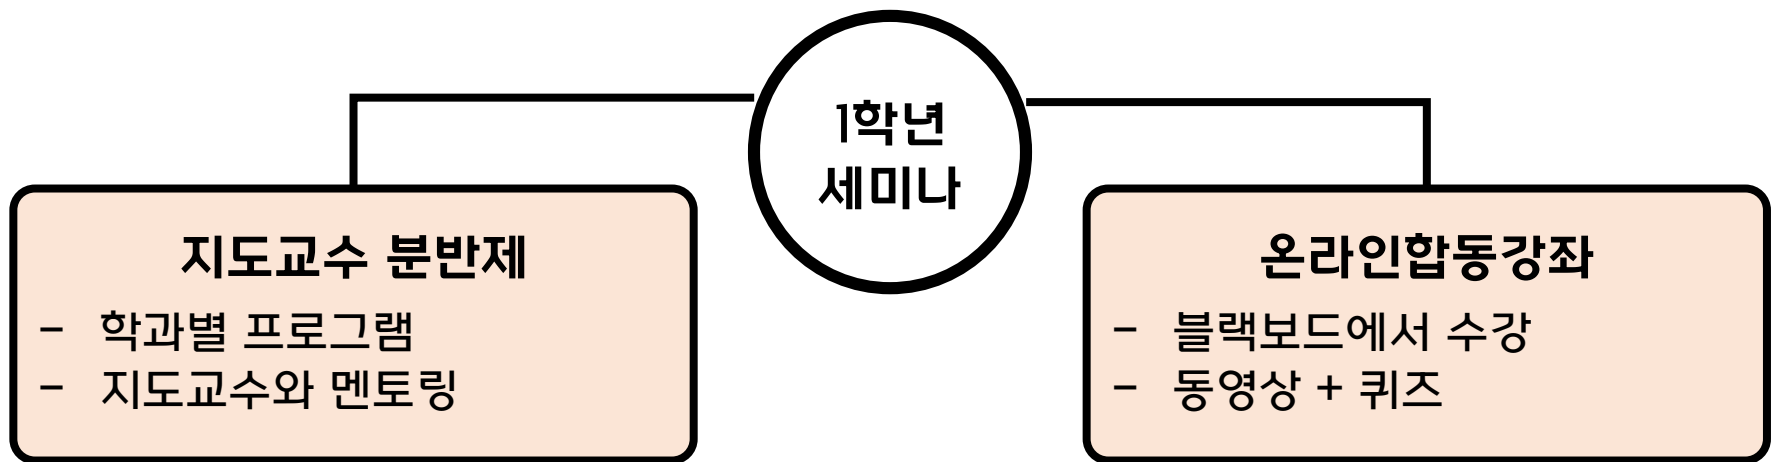 1학년
세미나
지도교수 분반제
- 학과별 프로그램
- 지도교수와 멘토링
온라인합동강좌
- 블랙보드에서 수강
- 동영상 + 퀴즈